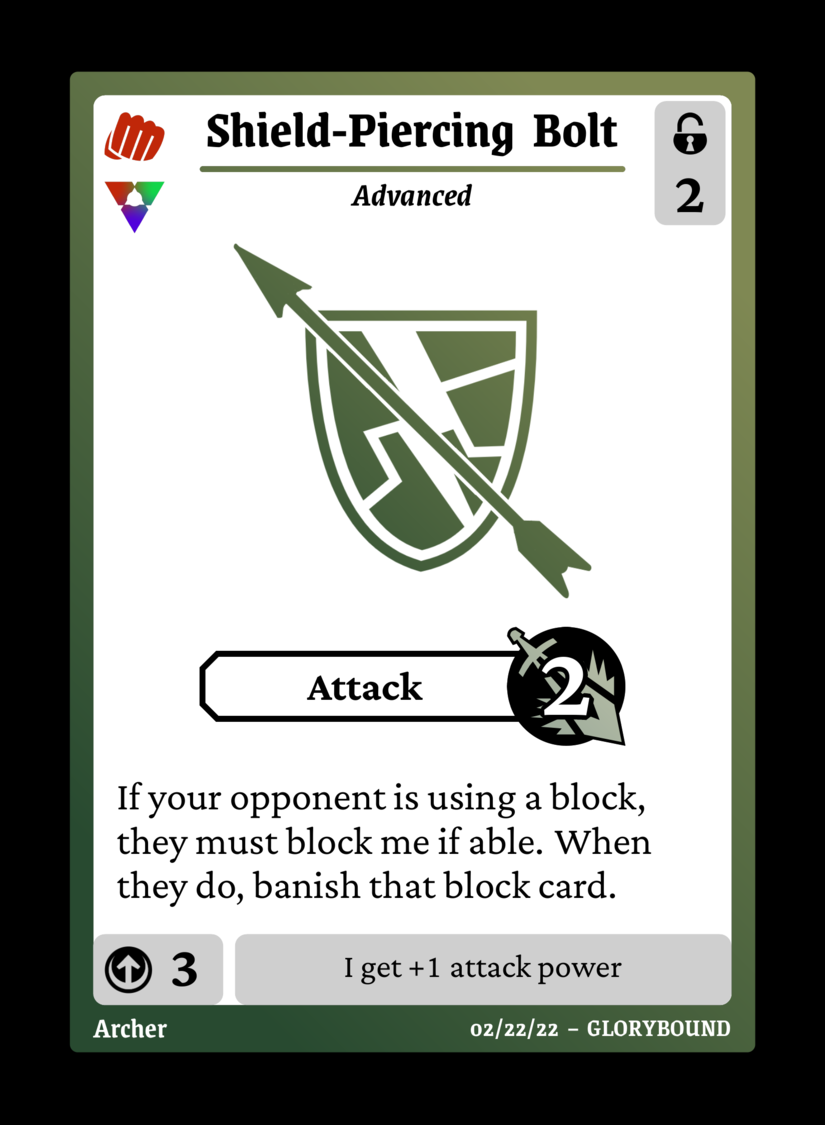 Shield-Piercing Bolt
2
Advanced
Attack
2
If your opponent is using a block,
they must block me if able. When
they do, banish that block card.
3
I get +1 attack power
Archer
02/22/22 – GLORYBOUND